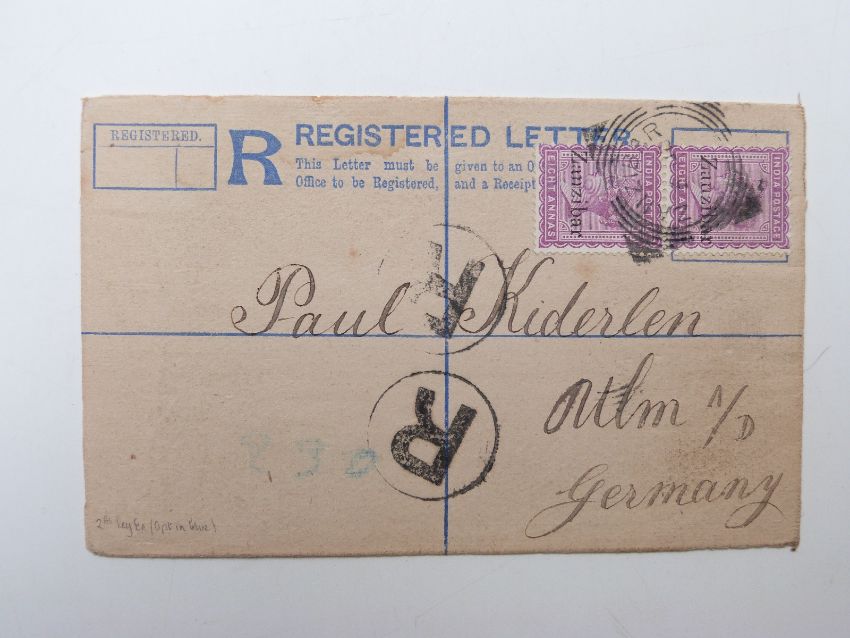 REGISTERED.
R
REGISTERED LETTER
This Letter must be given to an O
Office to be Registered, and a Receipt
INDIA POSTAGE
Zanzibar
EIGHT ANNAS
INDIA POSTAGE
Zanzibar
EIGHT ANNAS
R
Paul Kiderlen
R
Ulm a/D
Germany